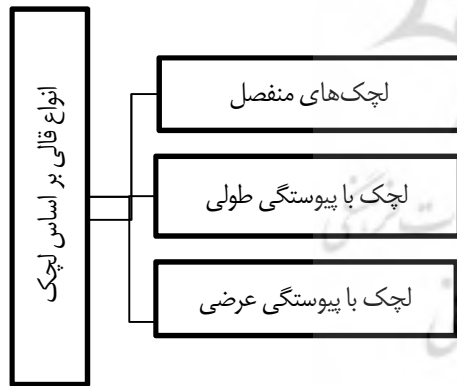 انواع قالی بر اساس لچک
لچک‌های منفصل
لچک با پیوستگی طولی
لچک با پیوستگی عرضی